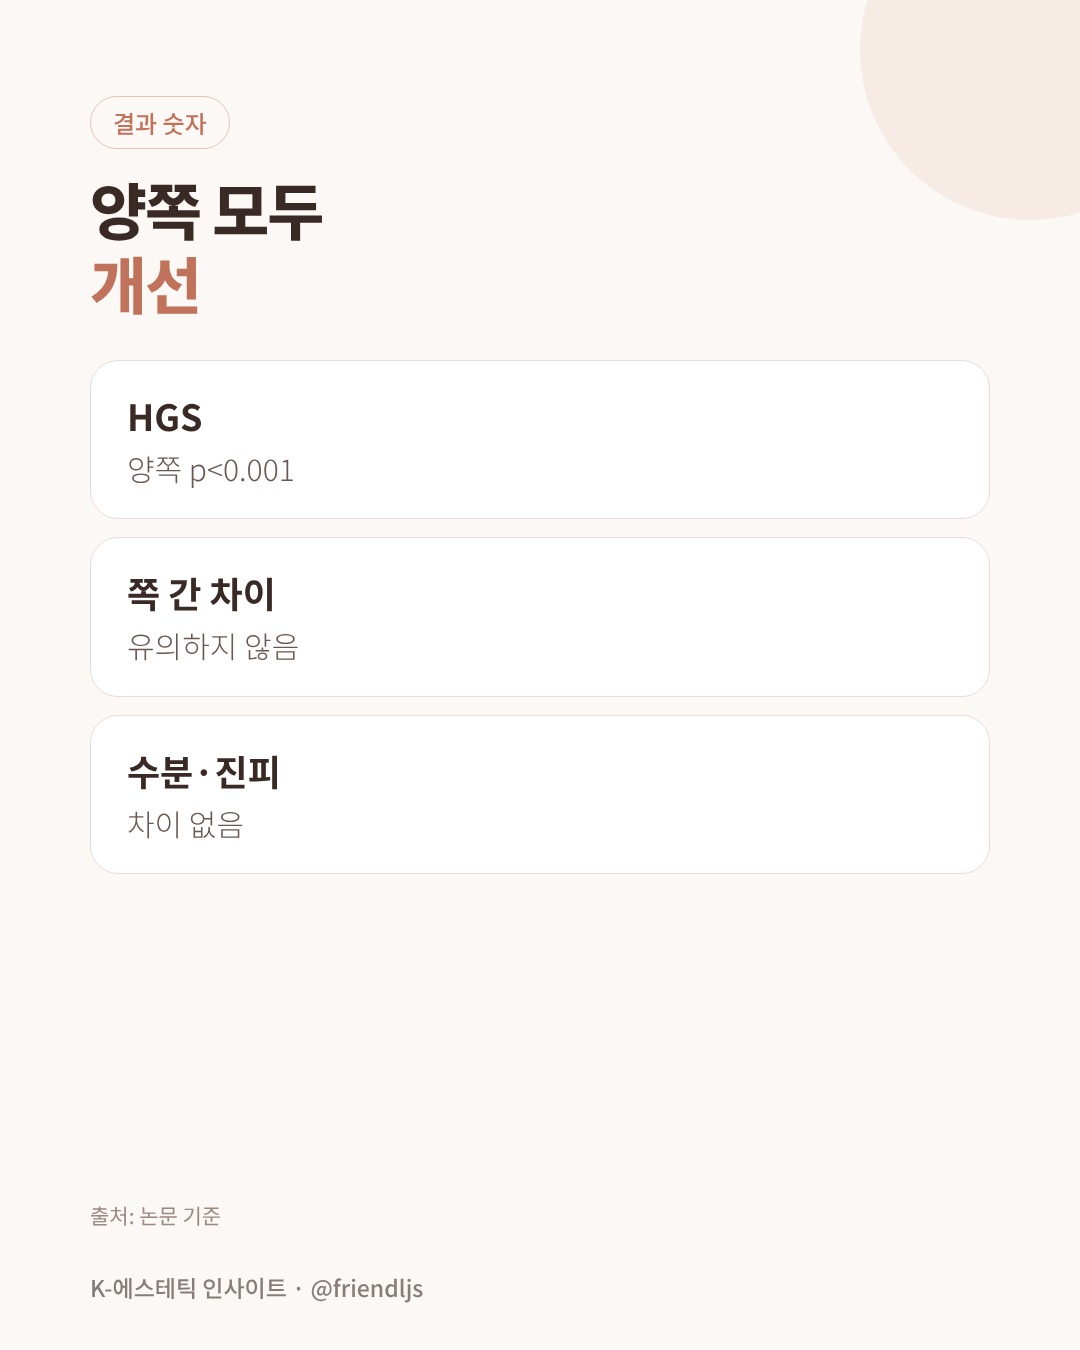 결과 숫자
양쪽 모두
개선
HGS
양쪽 p<0.001
쪽 간 차이
유의하지 않음
수분·진피
차이 없음
출처: 논문 기준
K-에스테틱 인사이트 · @friendljs